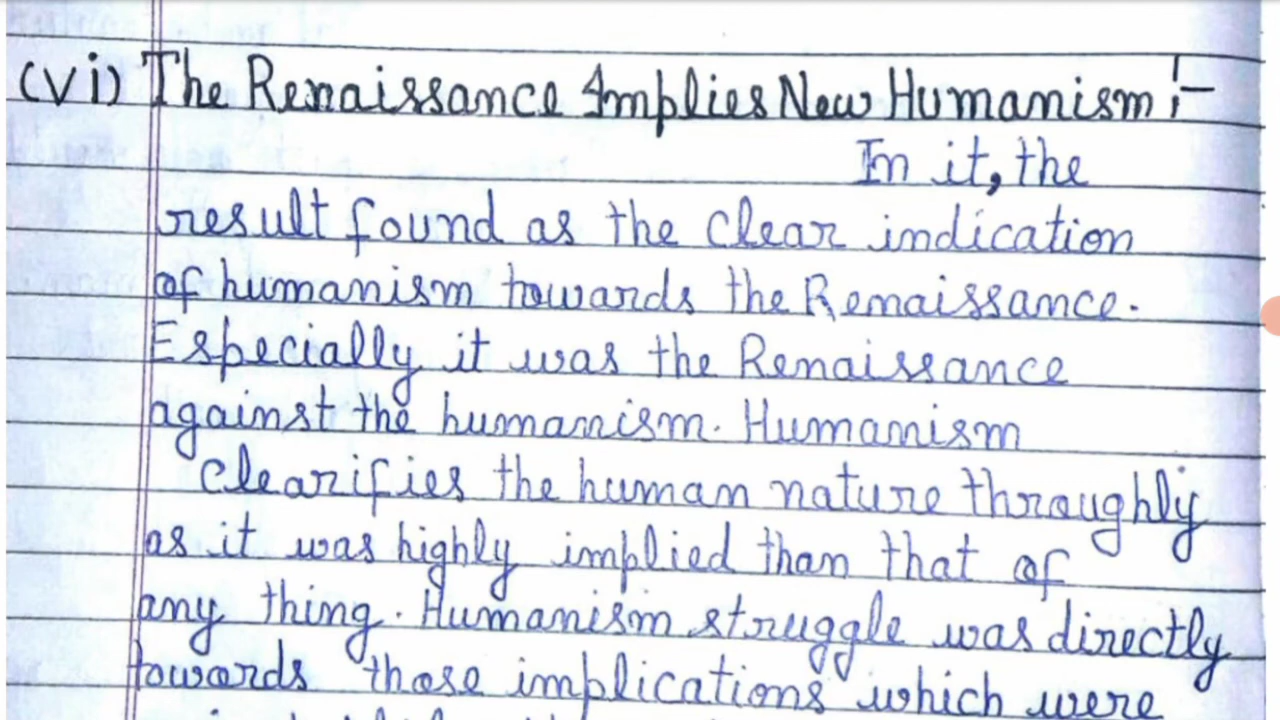 (vi) The Renaissance Implies New Humanism :-
In it, the
result found as the clear indication
of humanism towards the Renaissance.
Especially it was the Renaissance
against the humanism. Humanism
clearifies the human nature throughly
as it was highly implied than that of
any thing. Humanism struggle was directly
towards those implications which were